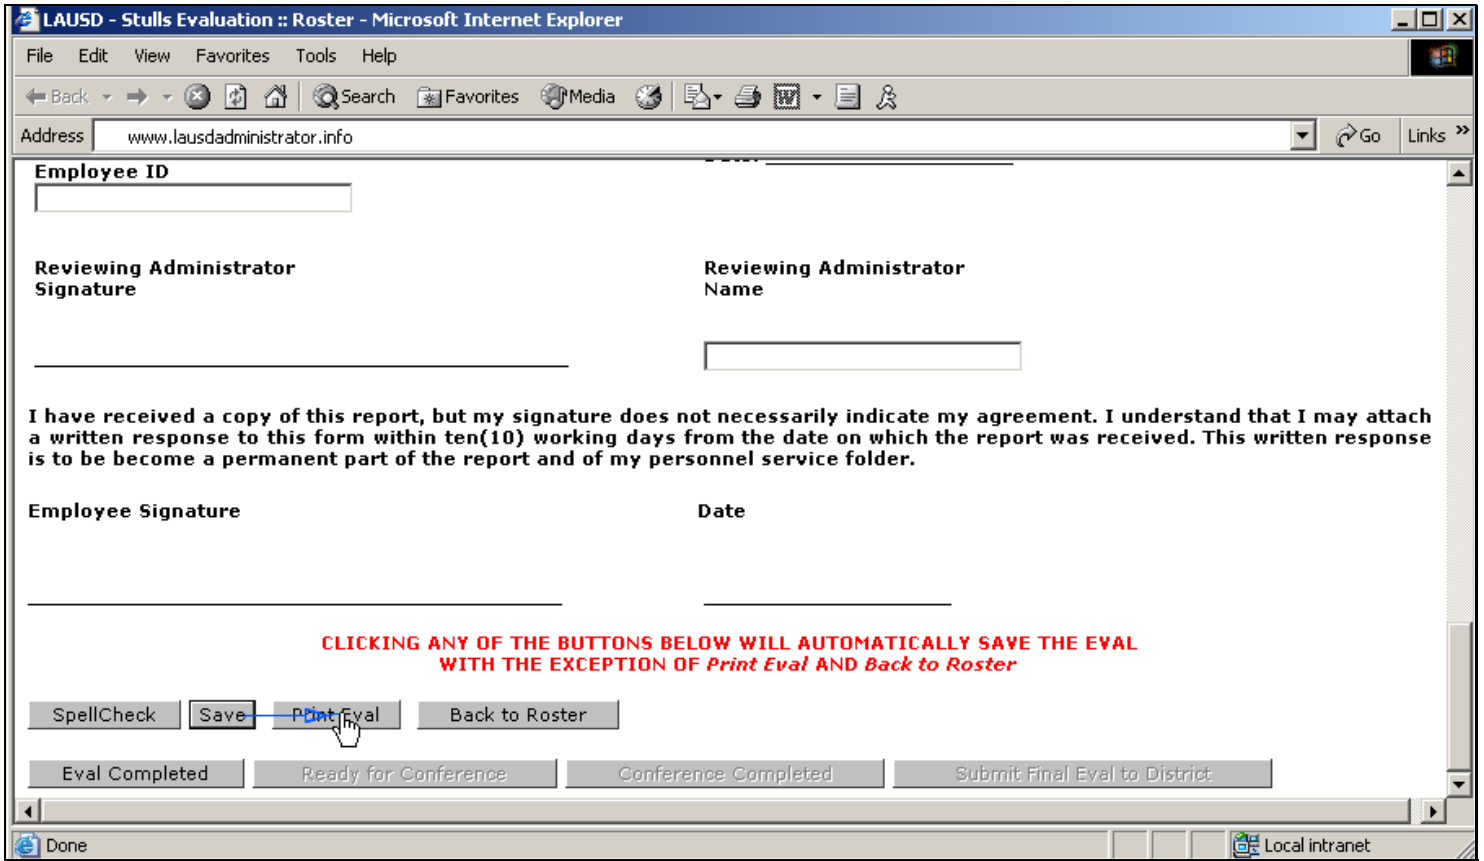 LAUSD - Stulls Evaluation :: Roster - Microsoft Internet Explorer
File Edit View Favorites Tools Help
Back Search Favorites Media
Address www.lausdadministrator.info Go Links »
Employee ID
Reviewing Administrator Signature
Reviewing Administrator Name
I have received a copy of this report, but my signature does not necessarily indicate my agreement. I understand that I may attach
a written response to this form within ten(10) working days from the date on which the report was received. This written response
is to be become a permanent part of the report and of my personnel service folder.
Employee Signature Date
CLICKING ANY OF THE BUTTONS BELOW WILL AUTOMATICALLY SAVE THE EVAL
WITH THE EXCEPTION OF Print Eval AND Back to Roster
SpellCheck Save Print Eval Back to Roster
Eval Completed Ready for Conference Conference Completed Submit Final Eval to District
Done Local intranet